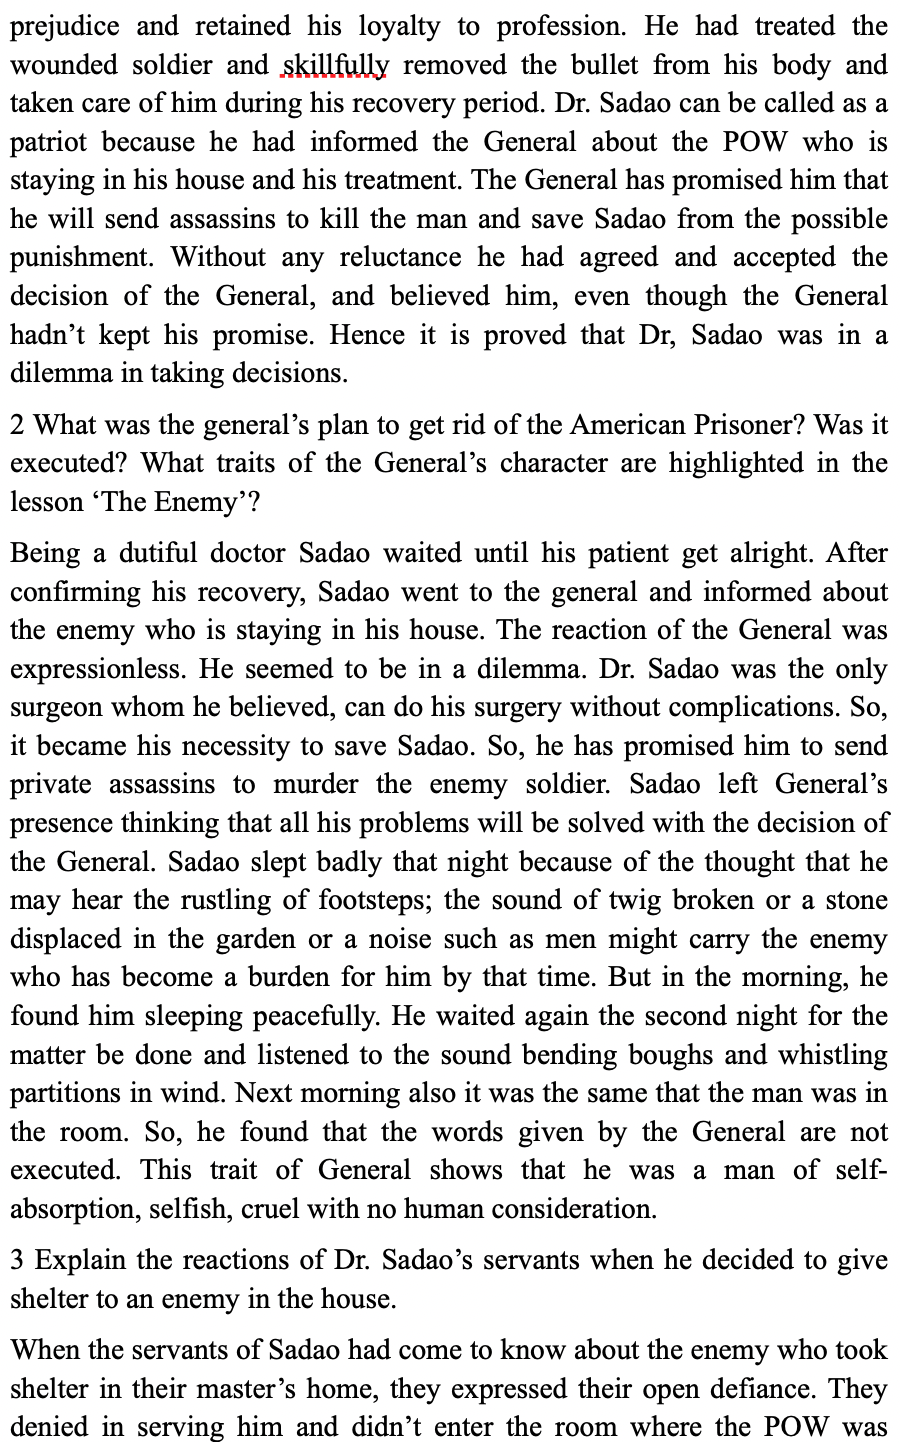 prejudice and retained his loyalty to profession. He had treated the
wounded soldier and skillfully removed the bullet from his body and
taken care of him during his recovery period. Dr. Sadao can be called as a
patriot because he had informed the General about the POW who is
staying in his house and his treatment. The General has promised him that
he will send assassins to kill the man and save Sadao from the possible
punishment. Without any reluctance he had agreed and accepted the
decision of the General, and believed him, even though the General
hadn’t kept his promise. Hence it is proved that Dr, Sadao was in a
dilemma in taking decisions.
2 What was the general’s plan to get rid of the American Prisoner? Was it
executed? What traits of the General’s character are highlighted in the
lesson ‘The Enemy’?
Being a dutiful doctor Sadao waited until his patient get alright. After
confirming his recovery, Sadao went to the general and informed about
the enemy who is staying in his house. The reaction of the General was
expressionless. He seemed to be in a dilemma. Dr. Sadao was the only
surgeon whom he believed, can do his surgery without complications. So,
it became his necessity to save Sadao. So, he has promised him to send
private assassins to murder the enemy soldier. Sadao left General’s
presence thinking that all his problems will be solved with the decision of
the General. Sadao slept badly that night because of the thought that he
may hear the rustling of footsteps; the sound of twig broken or a stone
displaced in the garden or a noise such as men might carry the enemy
who has become a burden for him by that time. But in the morning, he
found him sleeping peacefully. He waited again the second night for the
matter be done and listened to the sound bending boughs and whistling
partitions in wind. Next morning also it was the same that the man was in
the room. So, he found that the words given by the General are not
executed. This trait of General shows that he was a man of self-
absorption, selfish, cruel with no human consideration.
3 Explain the reactions of Dr. Sadao’s servants when he decided to give
shelter to an enemy in the house.
When the servants of Sadao had come to know about the enemy who took
shelter in their master’s home, they expressed their open defiance. They
denied in serving him and didn’t enter the room where the POW was